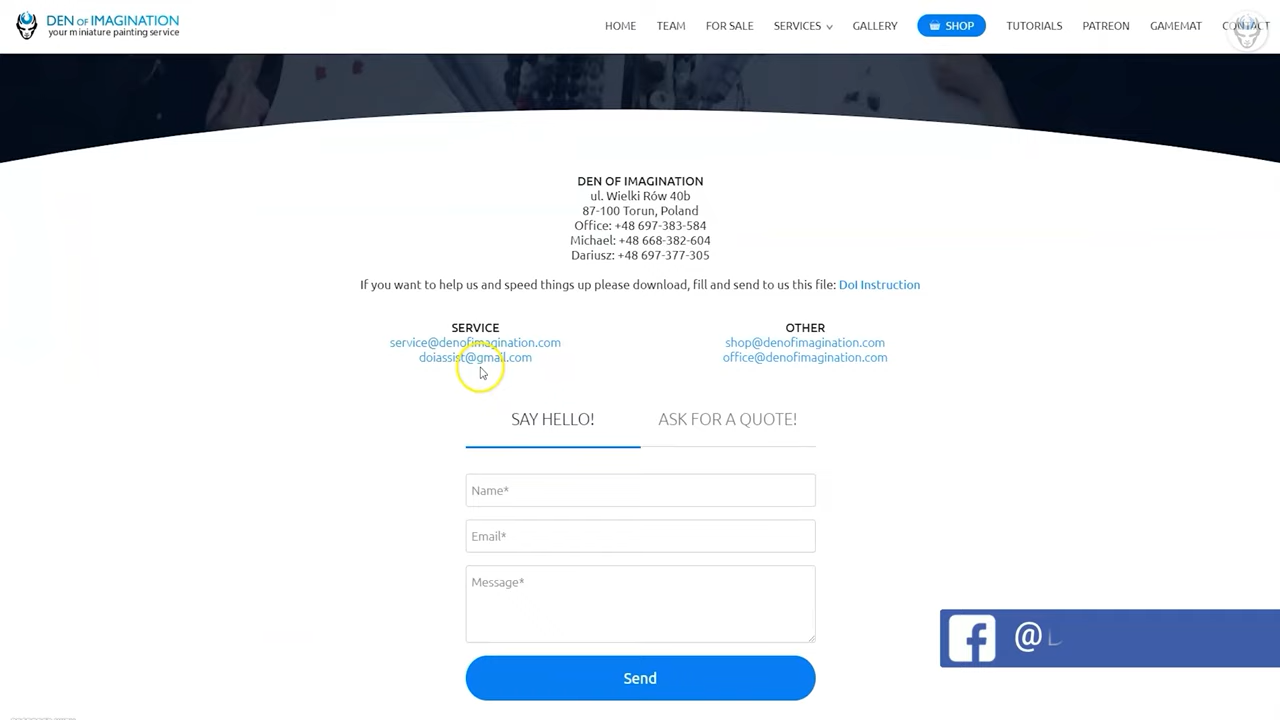 DEN OF IMAGINATION
your miniature painting service
HOME
TEAM
FOR SALE
SERVICES
GALLERY
SHOP
TUTORIALS
PATREON
GAMEMAT
CONTACT
DEN OF IMAGINATION
ul. Wielki Rów 40b
87-100 Torun, Poland
Office: +48 697-383-584
Michael: +48 668-382-604
Dariusz: +48 697-377-305
If you want to help us and speed things up please download, fill and send to us this file: DoI Instruction
SERVICE
service@denofimagination.com
doiassist@gmail.com
OTHER
shop@denofimagination.com
office@denofimagination.com
SAY HELLO!
ASK FOR A QUOTE!
Name*
Email*
Message*
Send
@